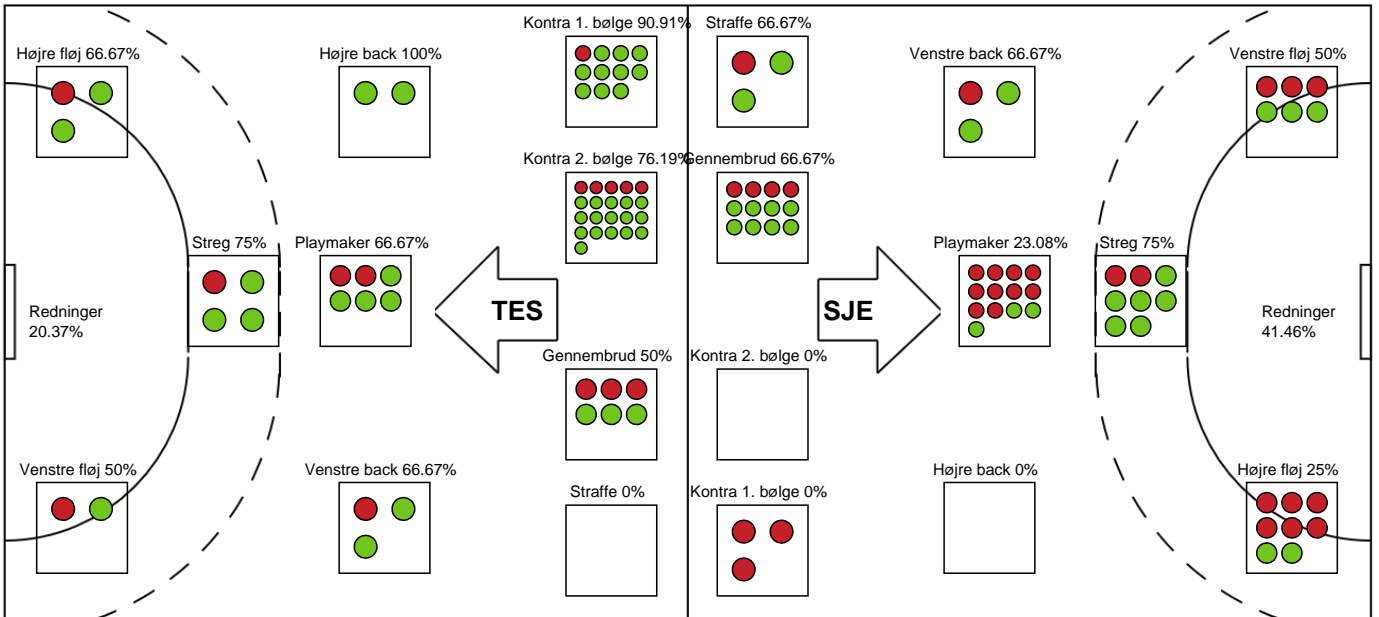 Kontra 1. bølge 90.91%
Straffe 66.67%
Højre fløj 66.67%
Højre back 100%
Venstre back 66.67%
Venstre fløj 50%
Kontra 2. bølge 76.19%
Gennembrud 66.67%
Streg 75%
Playmaker 66.67%
Playmaker 23.08%
Streg 75%
Redninger
20.37%
TES
SJE
Redninger
41.46%
Gennembrud 50%
Kontra 2. bølge 0%
Venstre fløj 50%
Venstre back 66.67%
Højre back 0%
Højre fløj 25%
Straffe 0%
Kontra 1. bølge 0%